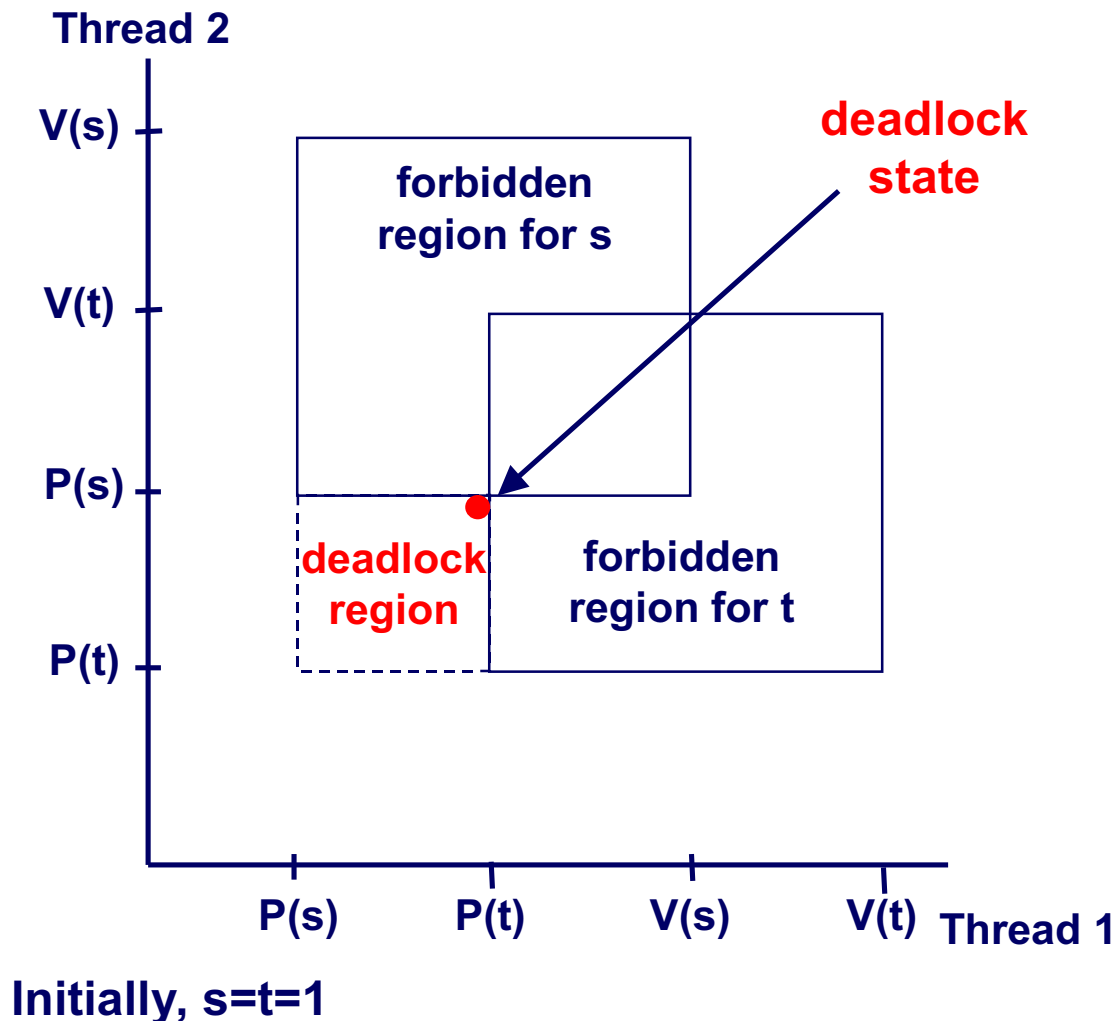 Thread 2
V(s)
deadlock
state
forbidden
region for s
V(t)
P(s)
deadlock
region
forbidden
region for t
P(t)
P(s)
P(t)
V(s)
V(t)
Thread 1
Initially, s=t=1